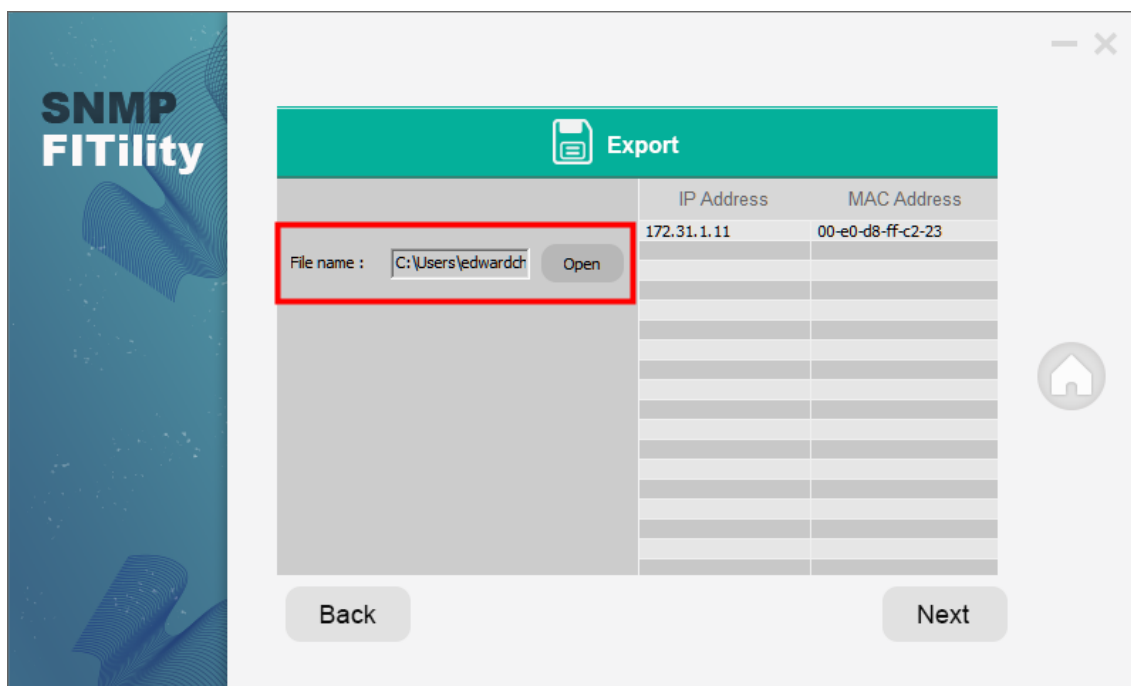 SNMP
FITility
Export
IP Address MAC Address
172.31.1.11 00-e0-d8-ff-c2-23
File name : C:\Users\edwardch Open
Back Next